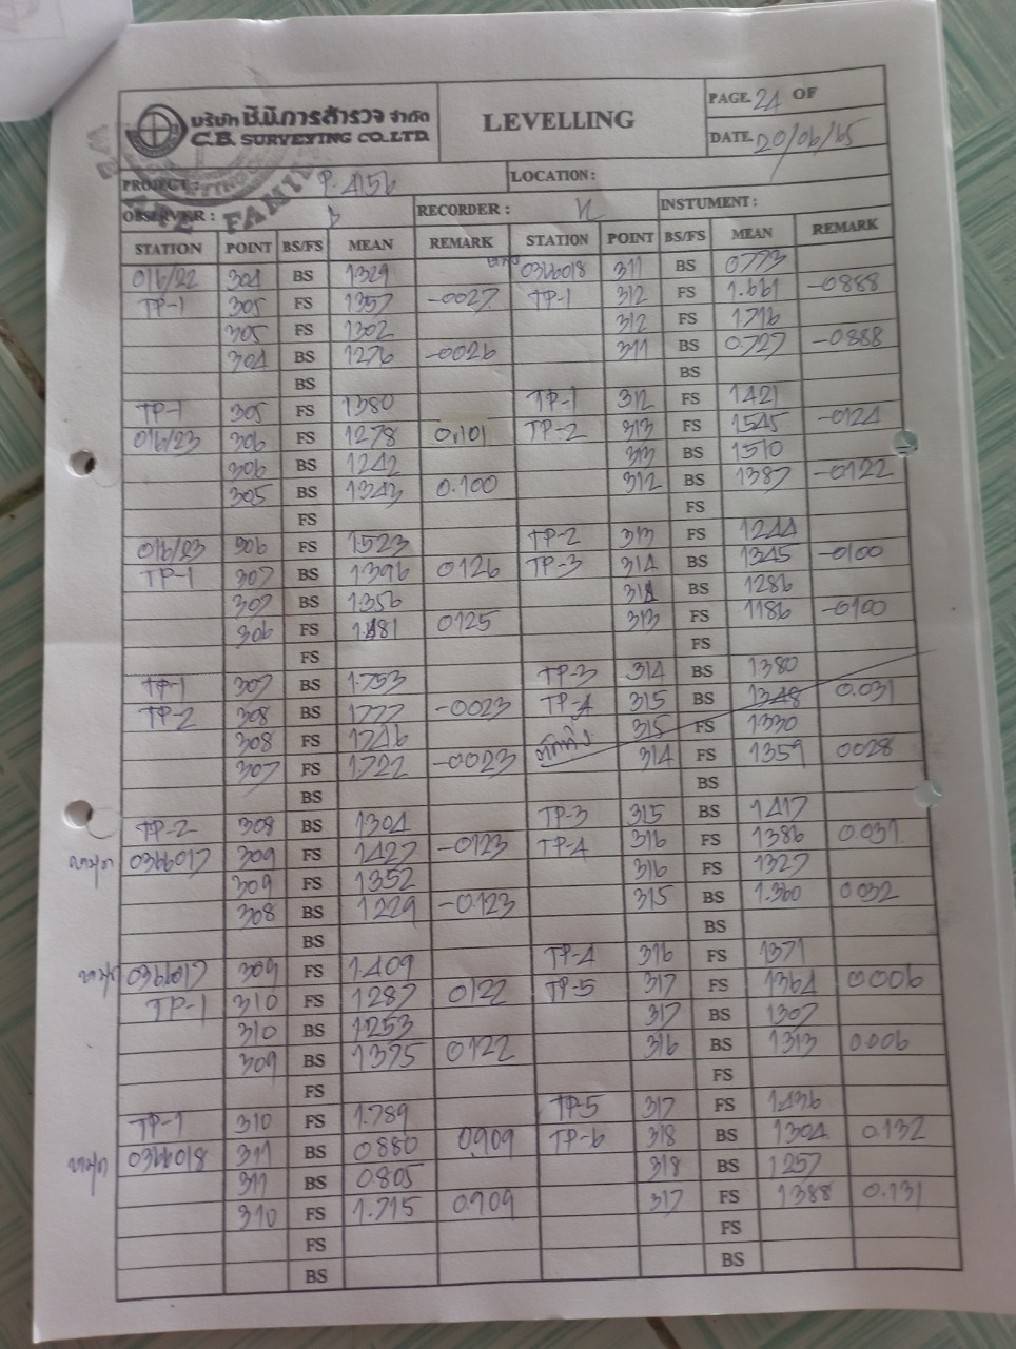 บริษัท ซี.บี.การสำรวจ จำกัด
C.B. SURVEYING CO.,LTD.
LEVELLING
PAGE. 24 OF
DATE. 20/06/65
PROJECT : P. 4156
LOCATION :
OBSERVER :
RECORDER :
INSTUMENT :
STATION POINT BS/FS MEAN REMARK STATION POINT BS/FS MEAN REMARK
016/22 304 BS 1329 311 BS 0773
TP-1 305 FS 1357 -0027 TP-1 312 FS 1.661 -0888
305 FS 1302 312 FS 1716
304 BS 1276 -0026 311 BS 0.727 -0888
BS BS
TP-1 305 FS 1380 TP-1 312 FS 1421
016/23 306 FS 1278 0.101 TP-2 313 FS 1545 -0124
306 BS 1242 313 BS 1510
305 BS 1343 0.100 312 BS 1387 -0122
FS FS
016/23 306 FS 1523 TP-2 313 FS 1244
TP-1 307 BS 1396 0126 TP-3 314 BS 1345 -0100
307 BS 1356 314 BS 1286
306 FS 1.481 0125 313 FS 1186 -0100
FS FS
TP-1 307 BS 1.753 TP-3 314 BS 1380
TP-2 308 BS 1777 -0023 TP-4 315 BS 1348 0.031
308 FS 1746 315 FS 1330
307 FS 1.722 -0023 314 FS 1359 0028
BS BS
TP-2 308 BS 1304 TP-3 315 BS 1417
309 FS 1427 -0123 TP-4 316 FS 1386 0.031
309 FS 1352 316 FS 1327
308 BS 1229 -0.123 315 BS 1.360 0032
BS BS
309 FS 1.409 TP-4 316 FS 1371
TP-1 310 FS 1287 0122 TP-5 317 FS 1364 0006
310 BS 1253 317 BS 1307
309 BS 1375 0122 316 BS 1313 0.006
FS FS
TP-1 310 FS 1.789 TP-5 317 FS 1436
311 BS 0880 0.909 TP-6 318 BS 1304 0.132
311 BS 0.805 318 BS 1257
310 FS 1.715 0.909 317 FS 1388 0.131
FS FS
BS BS